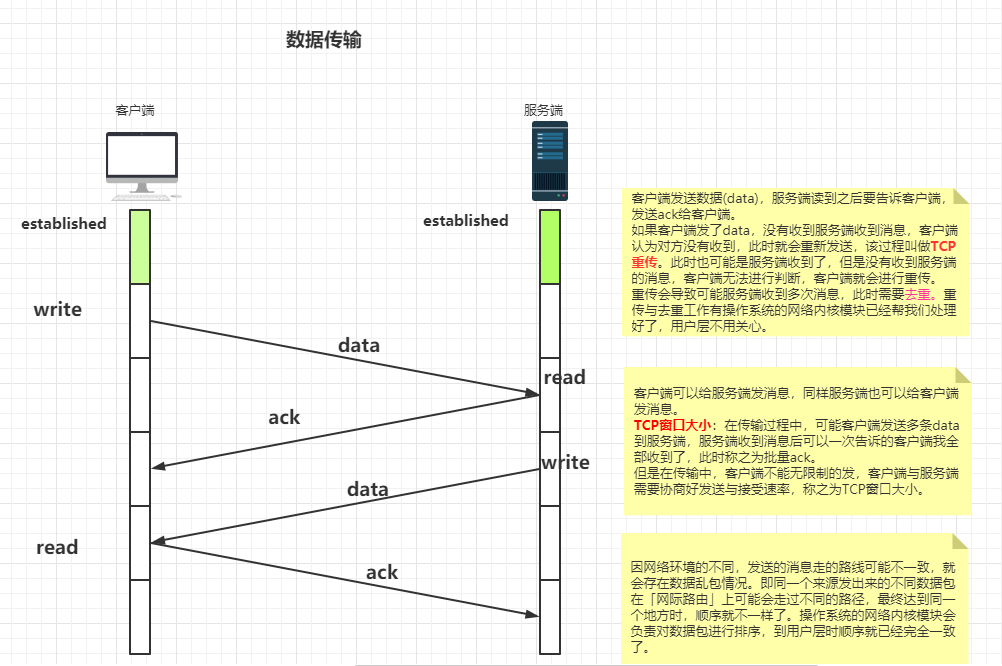 数据传输
客户端
服务端
established
established
write
data
read
ack
write
data
read
ack
客户端发送数据(data)，服务端读到之后要告诉客户端，
发送ack给客户端。
如果客户端发了data，没有收到服务端收到消息，客户端
认为对方没有收到，此时就会重新发送，该过程叫做TCP
重传。此时也可能是服务端收到了，但是没有收到服务端
的消息，客户端无法进行判断，客户端就会进行重传。
重传会导致可能服务端收到多次消息，此时需要去重。重
传与去重工作有操作系统的网络内核模块已经帮我们处理
好了，用户层不用关心。
客户端可以给服务端发消息，同样服务端也可以给客户端
发消息。
TCP窗口大小：在传输过程中，可能客户端发送多条data
到服务端，服务端收到消息后可以一次告诉的客户端我全
部收到了，此时称之为批量ack。
但是在传输中，客户端不能无限制的发，客户端与服务端
需要协商好发送与接受速率，称之为TCP窗口大小。
因网络环境的不同，发送的消息走的路线可能不一致，就
会存在数据乱包情况。即同一个来源发出来的不同数据包
在「网际路由」上可能会走过不同的路径，最终达到同一
个地方时，顺序就不一样了。操作系统的网络内核模块会
负责对数据包进行排序，到用户层时顺序就已经完全一致
了。